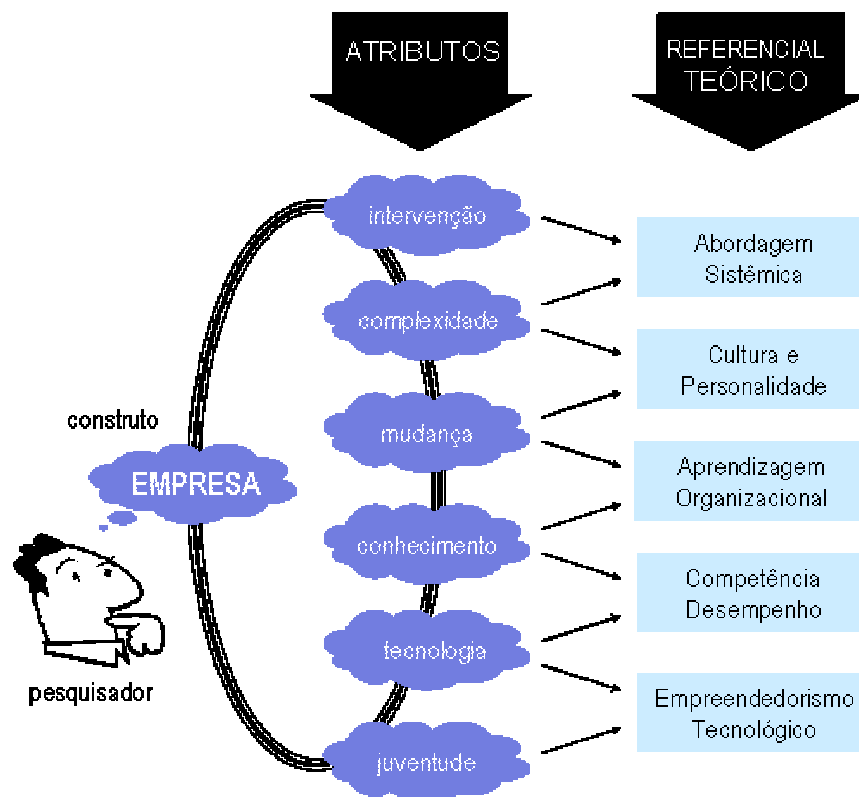 ATRIBUTOS
REFERENCIAL
TEÓRICO
intervenção
complexidade
mudança
conhecimento
tecnologia
juventude
construto
EMPRESA
pesquisador
Abordagem
Sistêmica
Cultura e
Personalidade
Aprendizagem
Organizacional
Competência
Desempenho
Empreendedorismo
Tecnológico